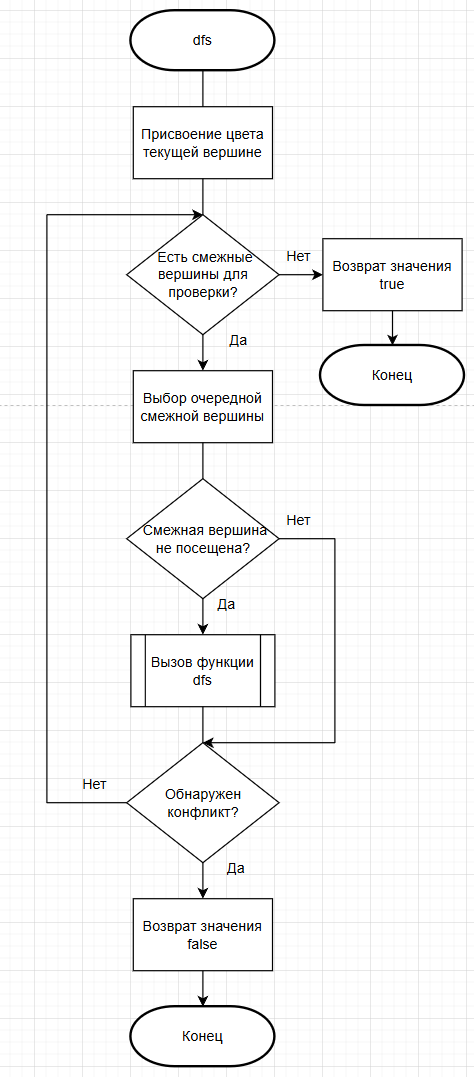 dfs
Присвоение цвета
текущей вершине
Есть смежные
вершины для
проверки?
Нет
Возврат значения
true
Да
Конец
Выбор очередной
смежной вершины
Смежная вершина
не посещена?
Нет
Да
Вызов функции
dfs
Обнаружен
конфликт?
Нет
Да
Возврат значения
false
Конец